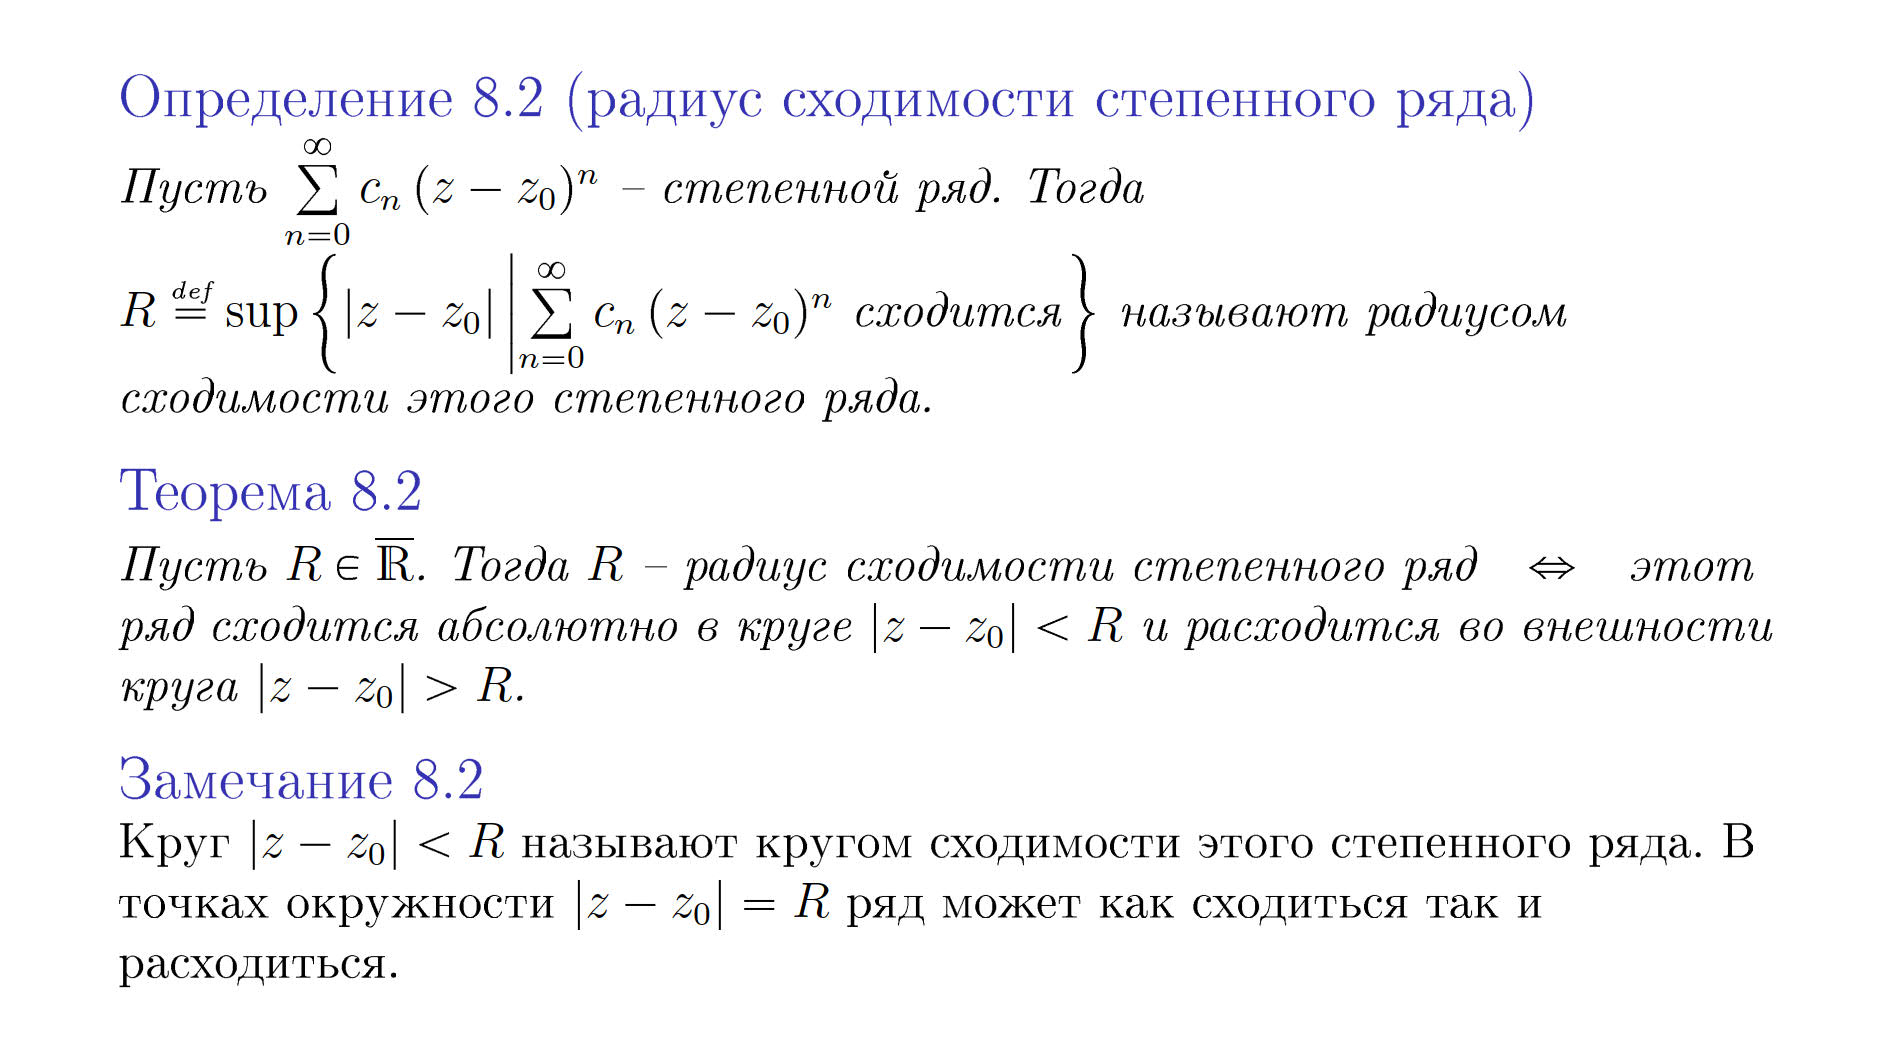 Определение 8.2 (радиус сходимости степенного ряда)
Пусть $\sum\limits_{n=0}^{\infty} c_n (z - z_0)^n$ – степенной ряд. Тогда
$R \stackrel{def}{=} \sup \left\{ |z - z_0| \left| \sum\limits_{n=0}^{\infty} c_n (z - z_0)^n \right. \text{ сходится} \right\}$ называют радиусом
сходимости этого степенного ряда.
Теорема 8.2
Пусть $R \in \overline{\mathbb{R}}$. Тогда $R$ – радиус сходимости степенного ряд $\Leftrightarrow$ этот
ряд сходится абсолютно в круге $|z - z_0| < R$ и расходится во внешности
круга $|z - z_0| > R$.
Замечание 8.2
Круг $|z - z_0| < R$ называют кругом сходимости этого степенного ряда. В
точках окружности $|z - z_0| = R$ ряд может как сходиться так и
расходиться.